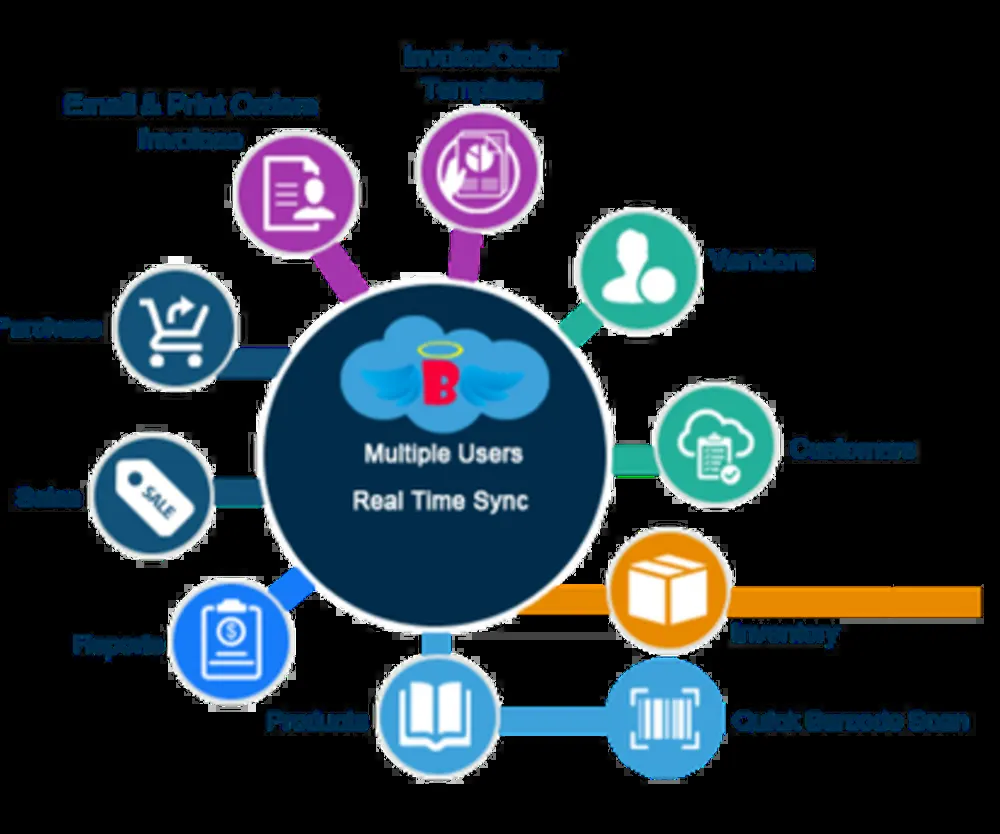 Invoice/Order
Templates
Email & Print Orders
Invoices
Vendors
Purchase
B
Multiple Users
Customers
Real Time Sync
Sales
SALE
Inventory
$
Reports
Products
Quick Barcode Scan